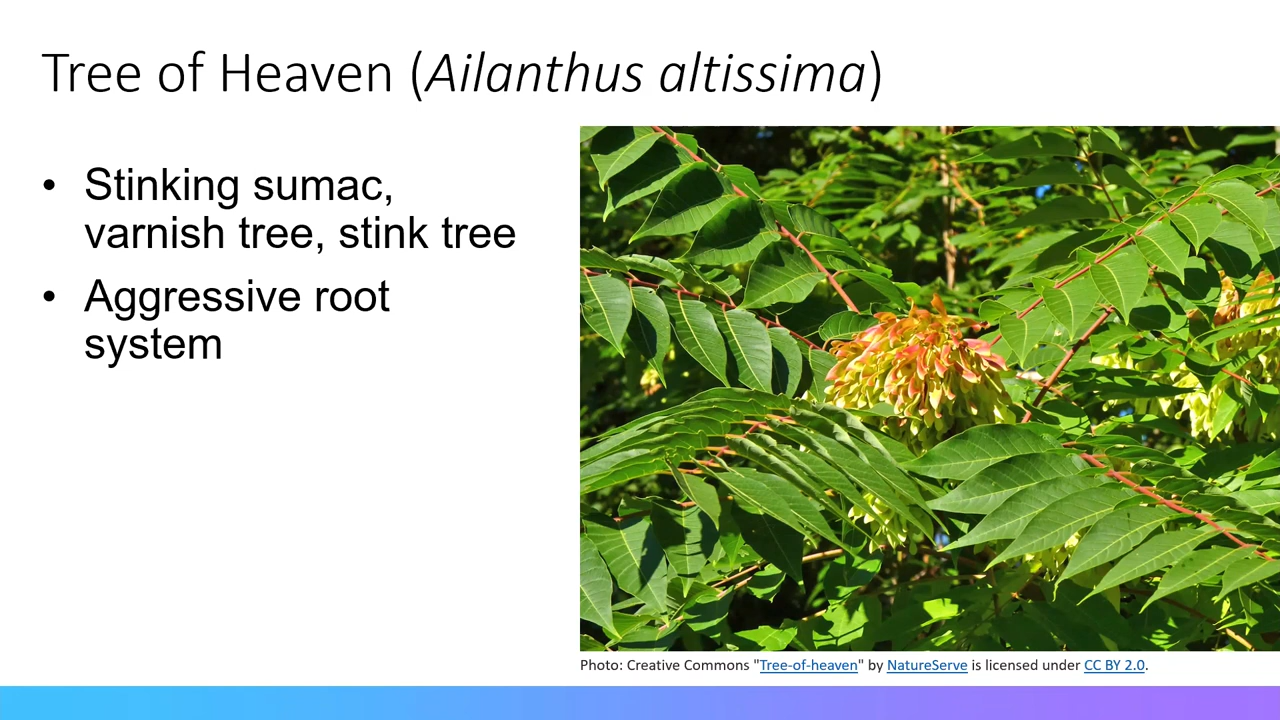 Tree of Heaven (Ailanthus altissima)
• Stinking sumac,
varnish tree, stink tree
• Aggressive root
system
Photo: Creative Commons "Tree-of-heaven" by NatureServe is licensed under CC BY 2.0.